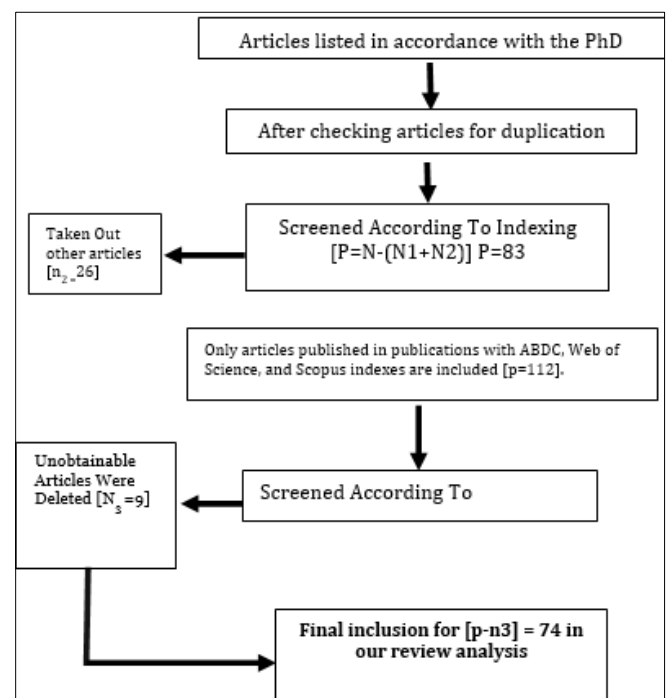 Articles listed in accordance with the PhD
After checking articles for duplication
Screened According To Indexing
[P=N-(N1+N2)] P=83
Taken Out
other articles
[n₂₌26]
Only articles published in publications with ABDC, Web of
Science, and Scopus indexes are included [p=112].
Unobtainable
Articles Were
Deleted [N₃=9]
Screened According To
Final inclusion for [p-n3] = 74 in
our review analysis